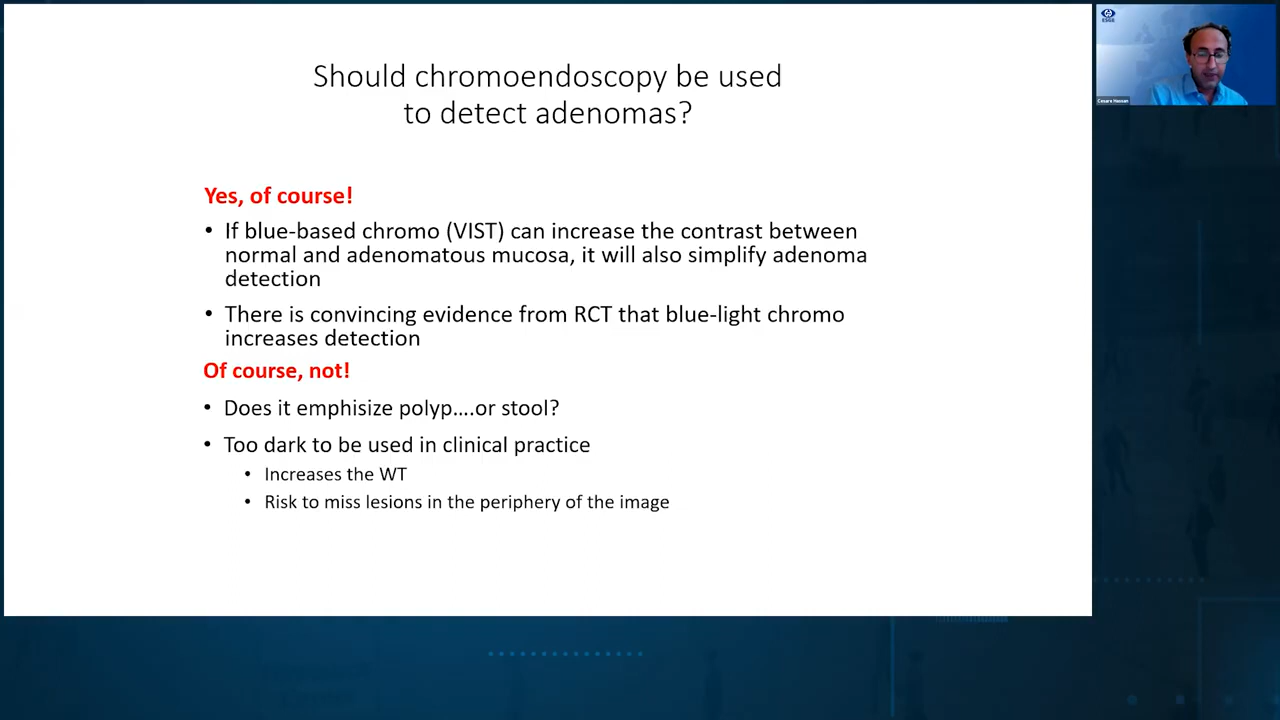 Should chromoendoscopy be used
to detect adenomas?
Yes, of course!
• If blue-based chromo (VIST) can increase the contrast between
normal and adenomatous mucosa, it will also simplify adenoma
detection
• There is convincing evidence from RCT that blue-light chromo
increases detection
Of course, not!
• Does it emphisize polyp....or stool?
• Too dark to be used in clinical practice
• Increases the WT
• Risk to miss lesions in the periphery of the image
ESGE
Cesare Hassan